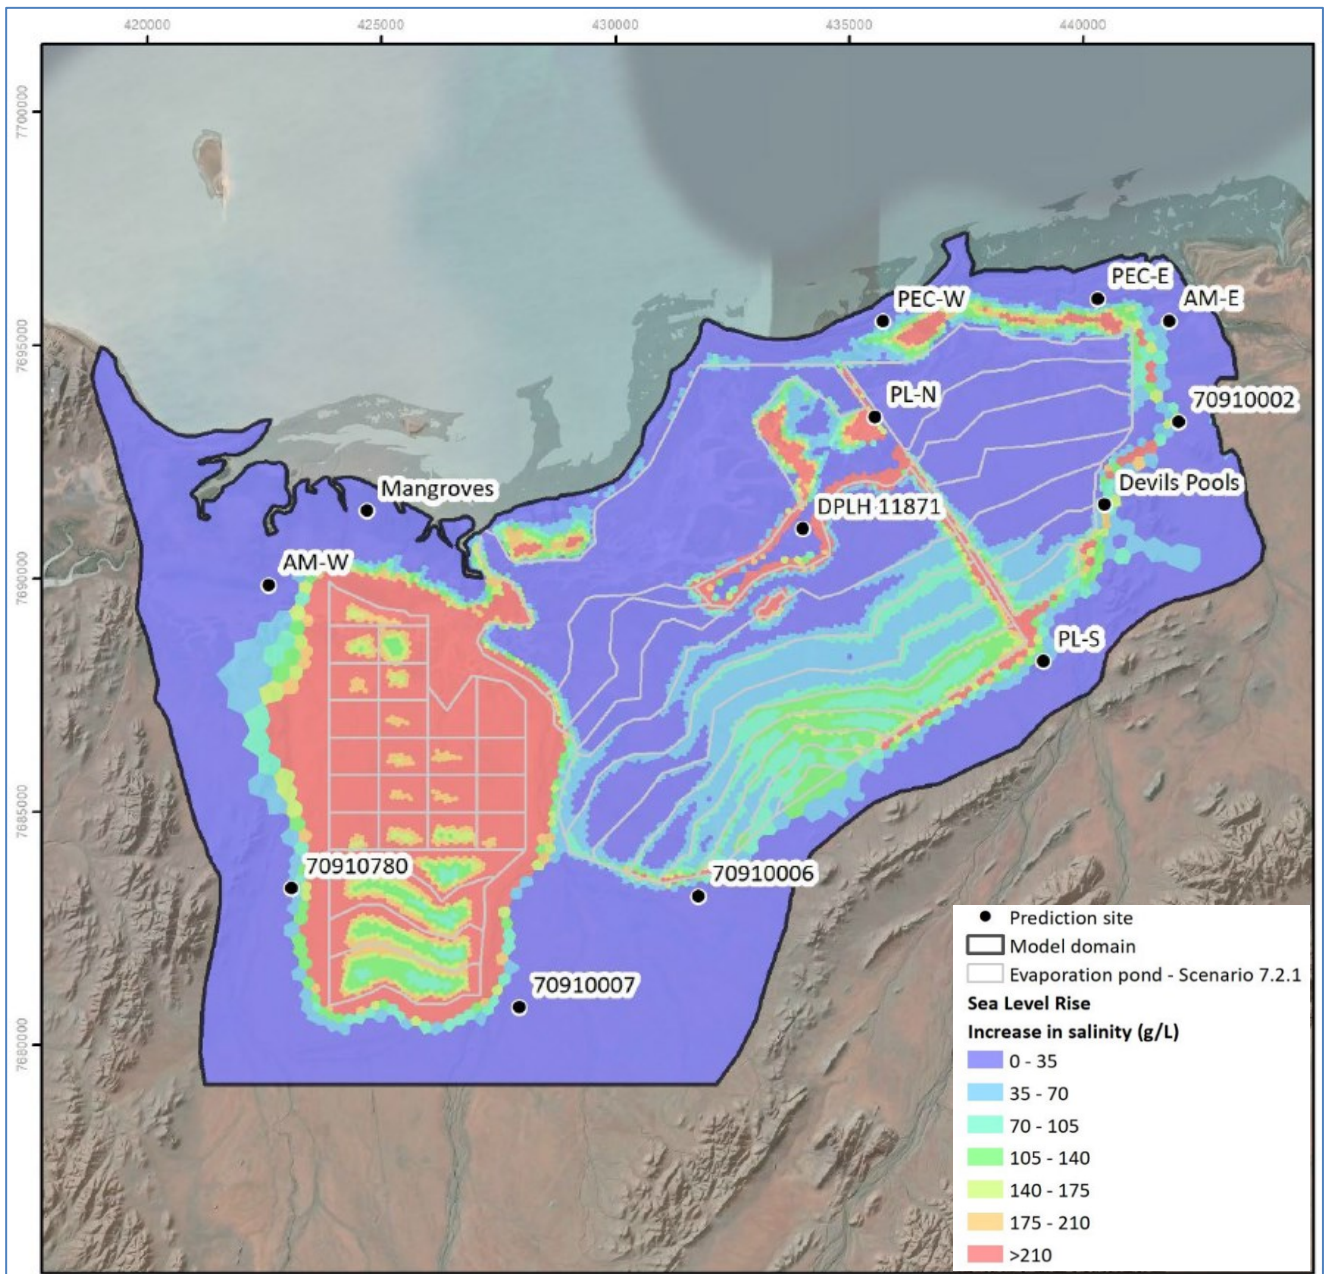 420000 425000 430000 435000 440000
7700000
7695000
7690000
7685000
7680000
PEC-E
PEC-W
AM-E
PL-N
70910002
Mangroves
Devils Pools
DPLH 11871
AM-W
PL-S
70910780
70910006
70910007
Prediction site
Model domain
Evaporation pond - Scenario 7.2.1
Sea Level Rise
Increase in salinity (g/L)
0 - 35
35 - 70
70 - 105
105 - 140
140 - 175
175 - 210
>210